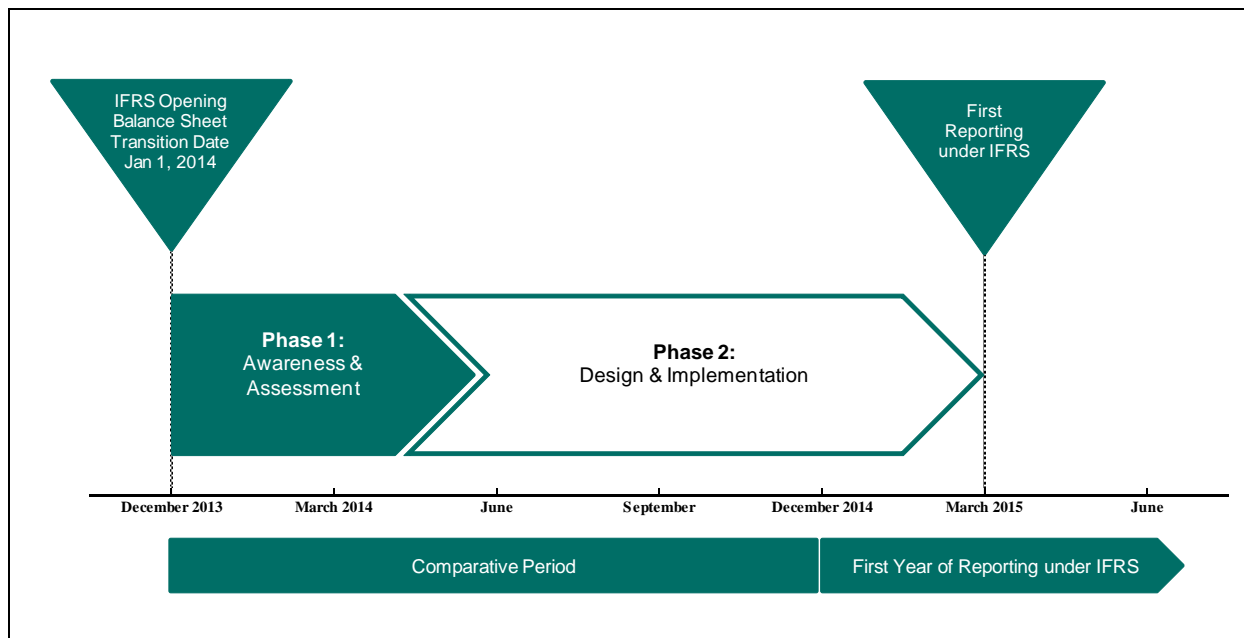 IFRS Opening
Balance Sheet
Transition Date
Jan 1, 2014
First
Reporting
under IFRS
Phase 1:
Awareness &
Assessment
Phase 2:
Design & Implementation
December 2013
March 2014
June
September
December 2014
March 2015
June
Comparative Period
First Year of Reporting under IFRS